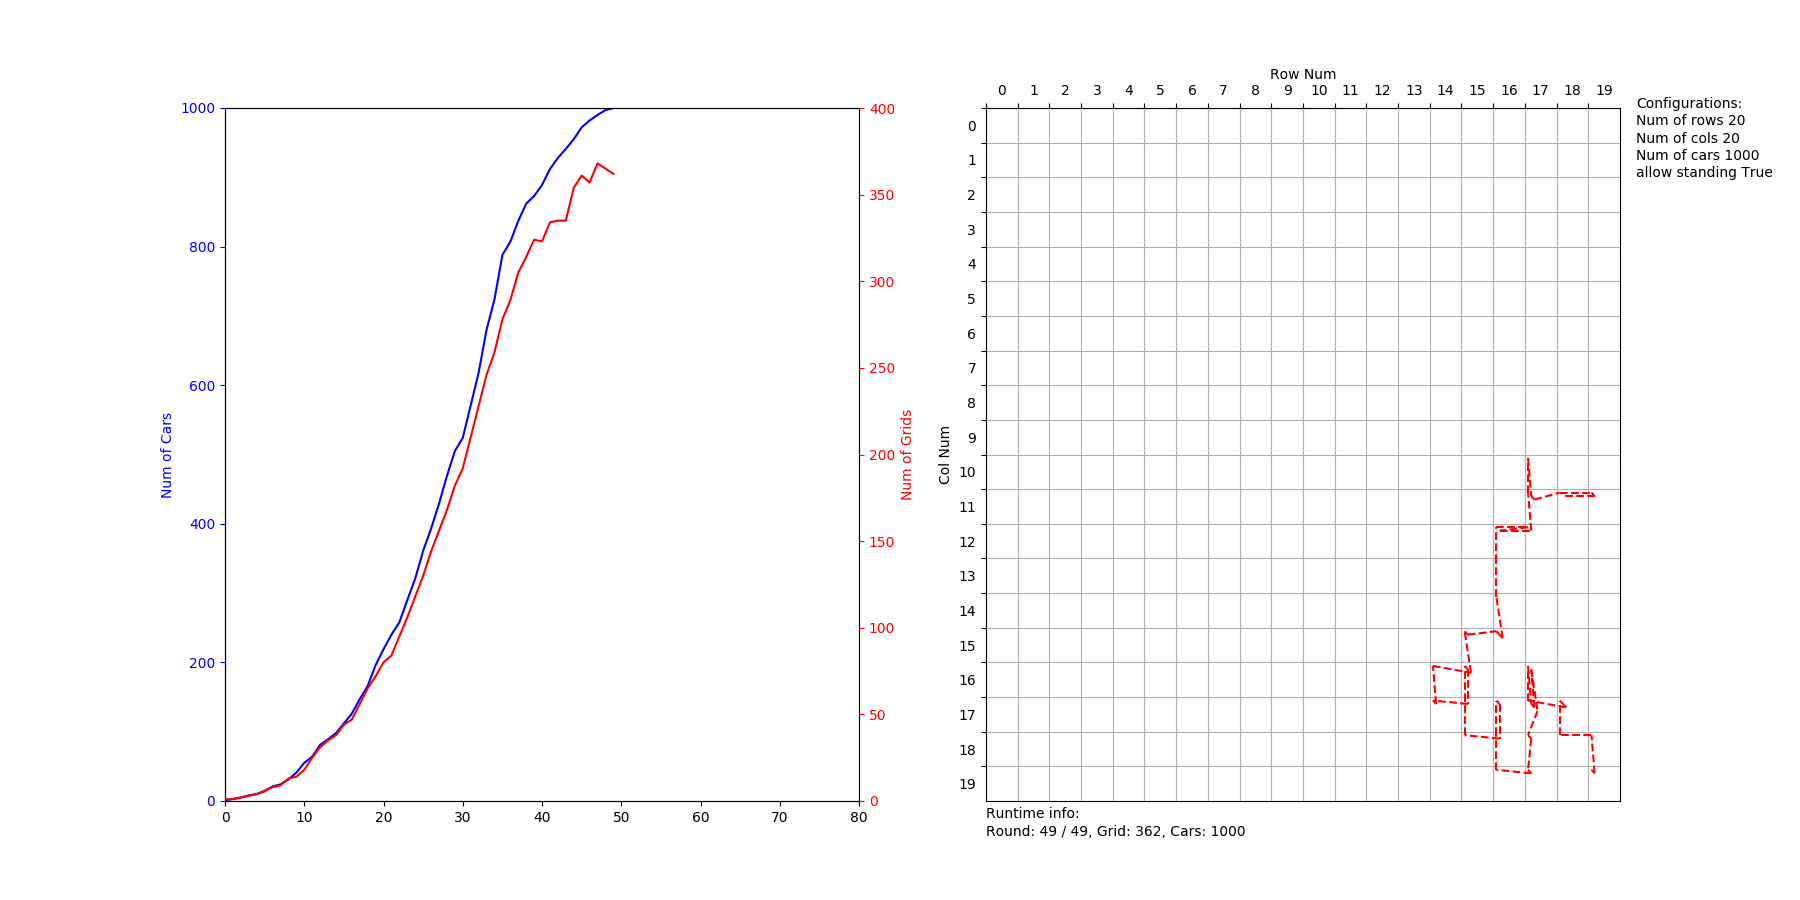 1000
800
600
400
200
0
Num of Cars
0 10 20 30 40 50 60 70 80
400
350
300
250
200
150
100
50
0
Num of Grids
Row Num
0 1 2 3 4 5 6 7 8 9 10 11 12 13 14 15 16 17 18 19
Col Num
0
1
2
3
4
5
6
7
8
9
10
11
12
13
14
15
16
17
18
19
Configurations:
Num of rows 20
Num of cols 20
Num of cars 1000
allow standing True
Runtime info:
Round: 49 / 49, Grid: 362, Cars: 1000